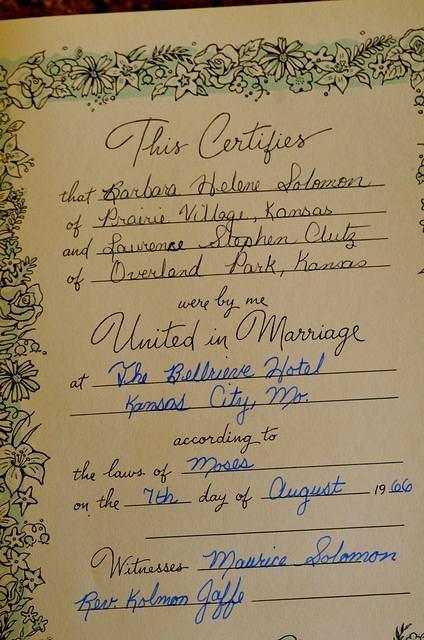 This Certifies
that Barbara Helene Solomon
of Prairie Village, Kansas
and Laurence Stephen Clutz
of Overland Park, Kansas
were by me
United in Marriage
at The Bellrieve Hotel
Kansas City, Mo.
according to
the laws of Moses
on the 7th day of August 1966
Witnesses Maurice Solomon
Rev. Kolmon Jaffe